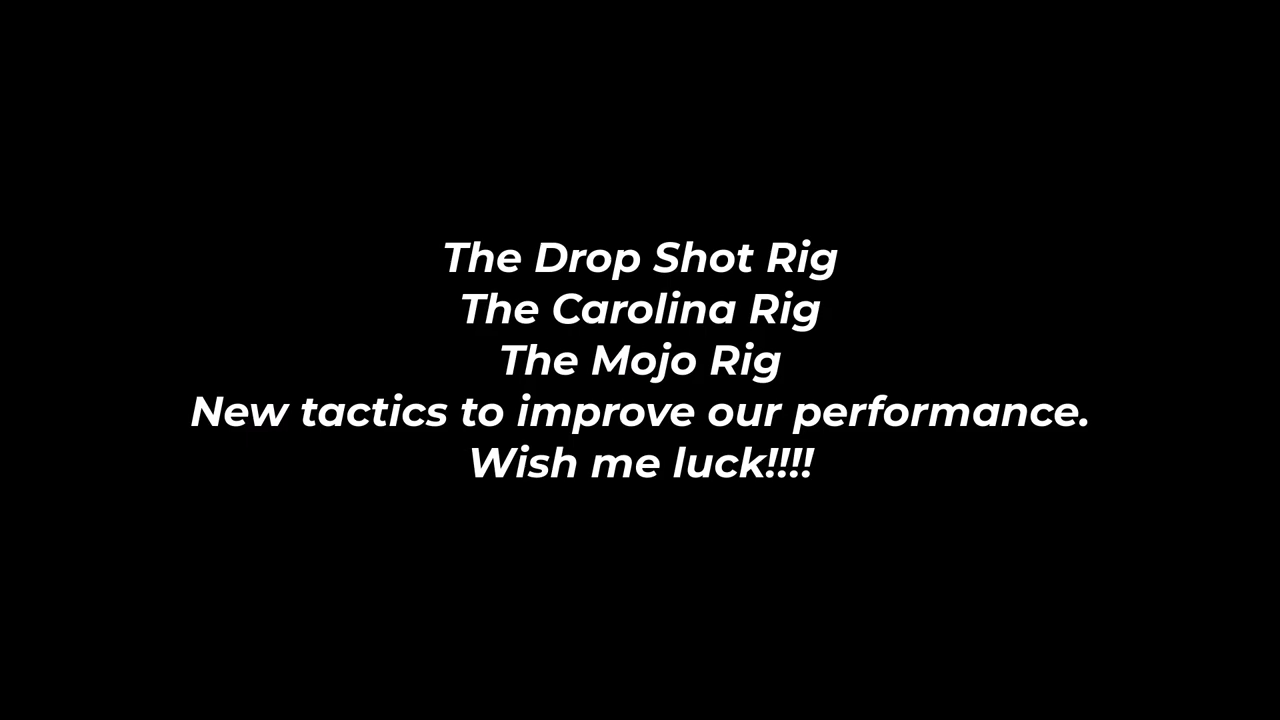 The Drop Shot Rig
The Carolina Rig
The Mojo Rig
New tactics to improve our performance.
Wish me luck!!!!